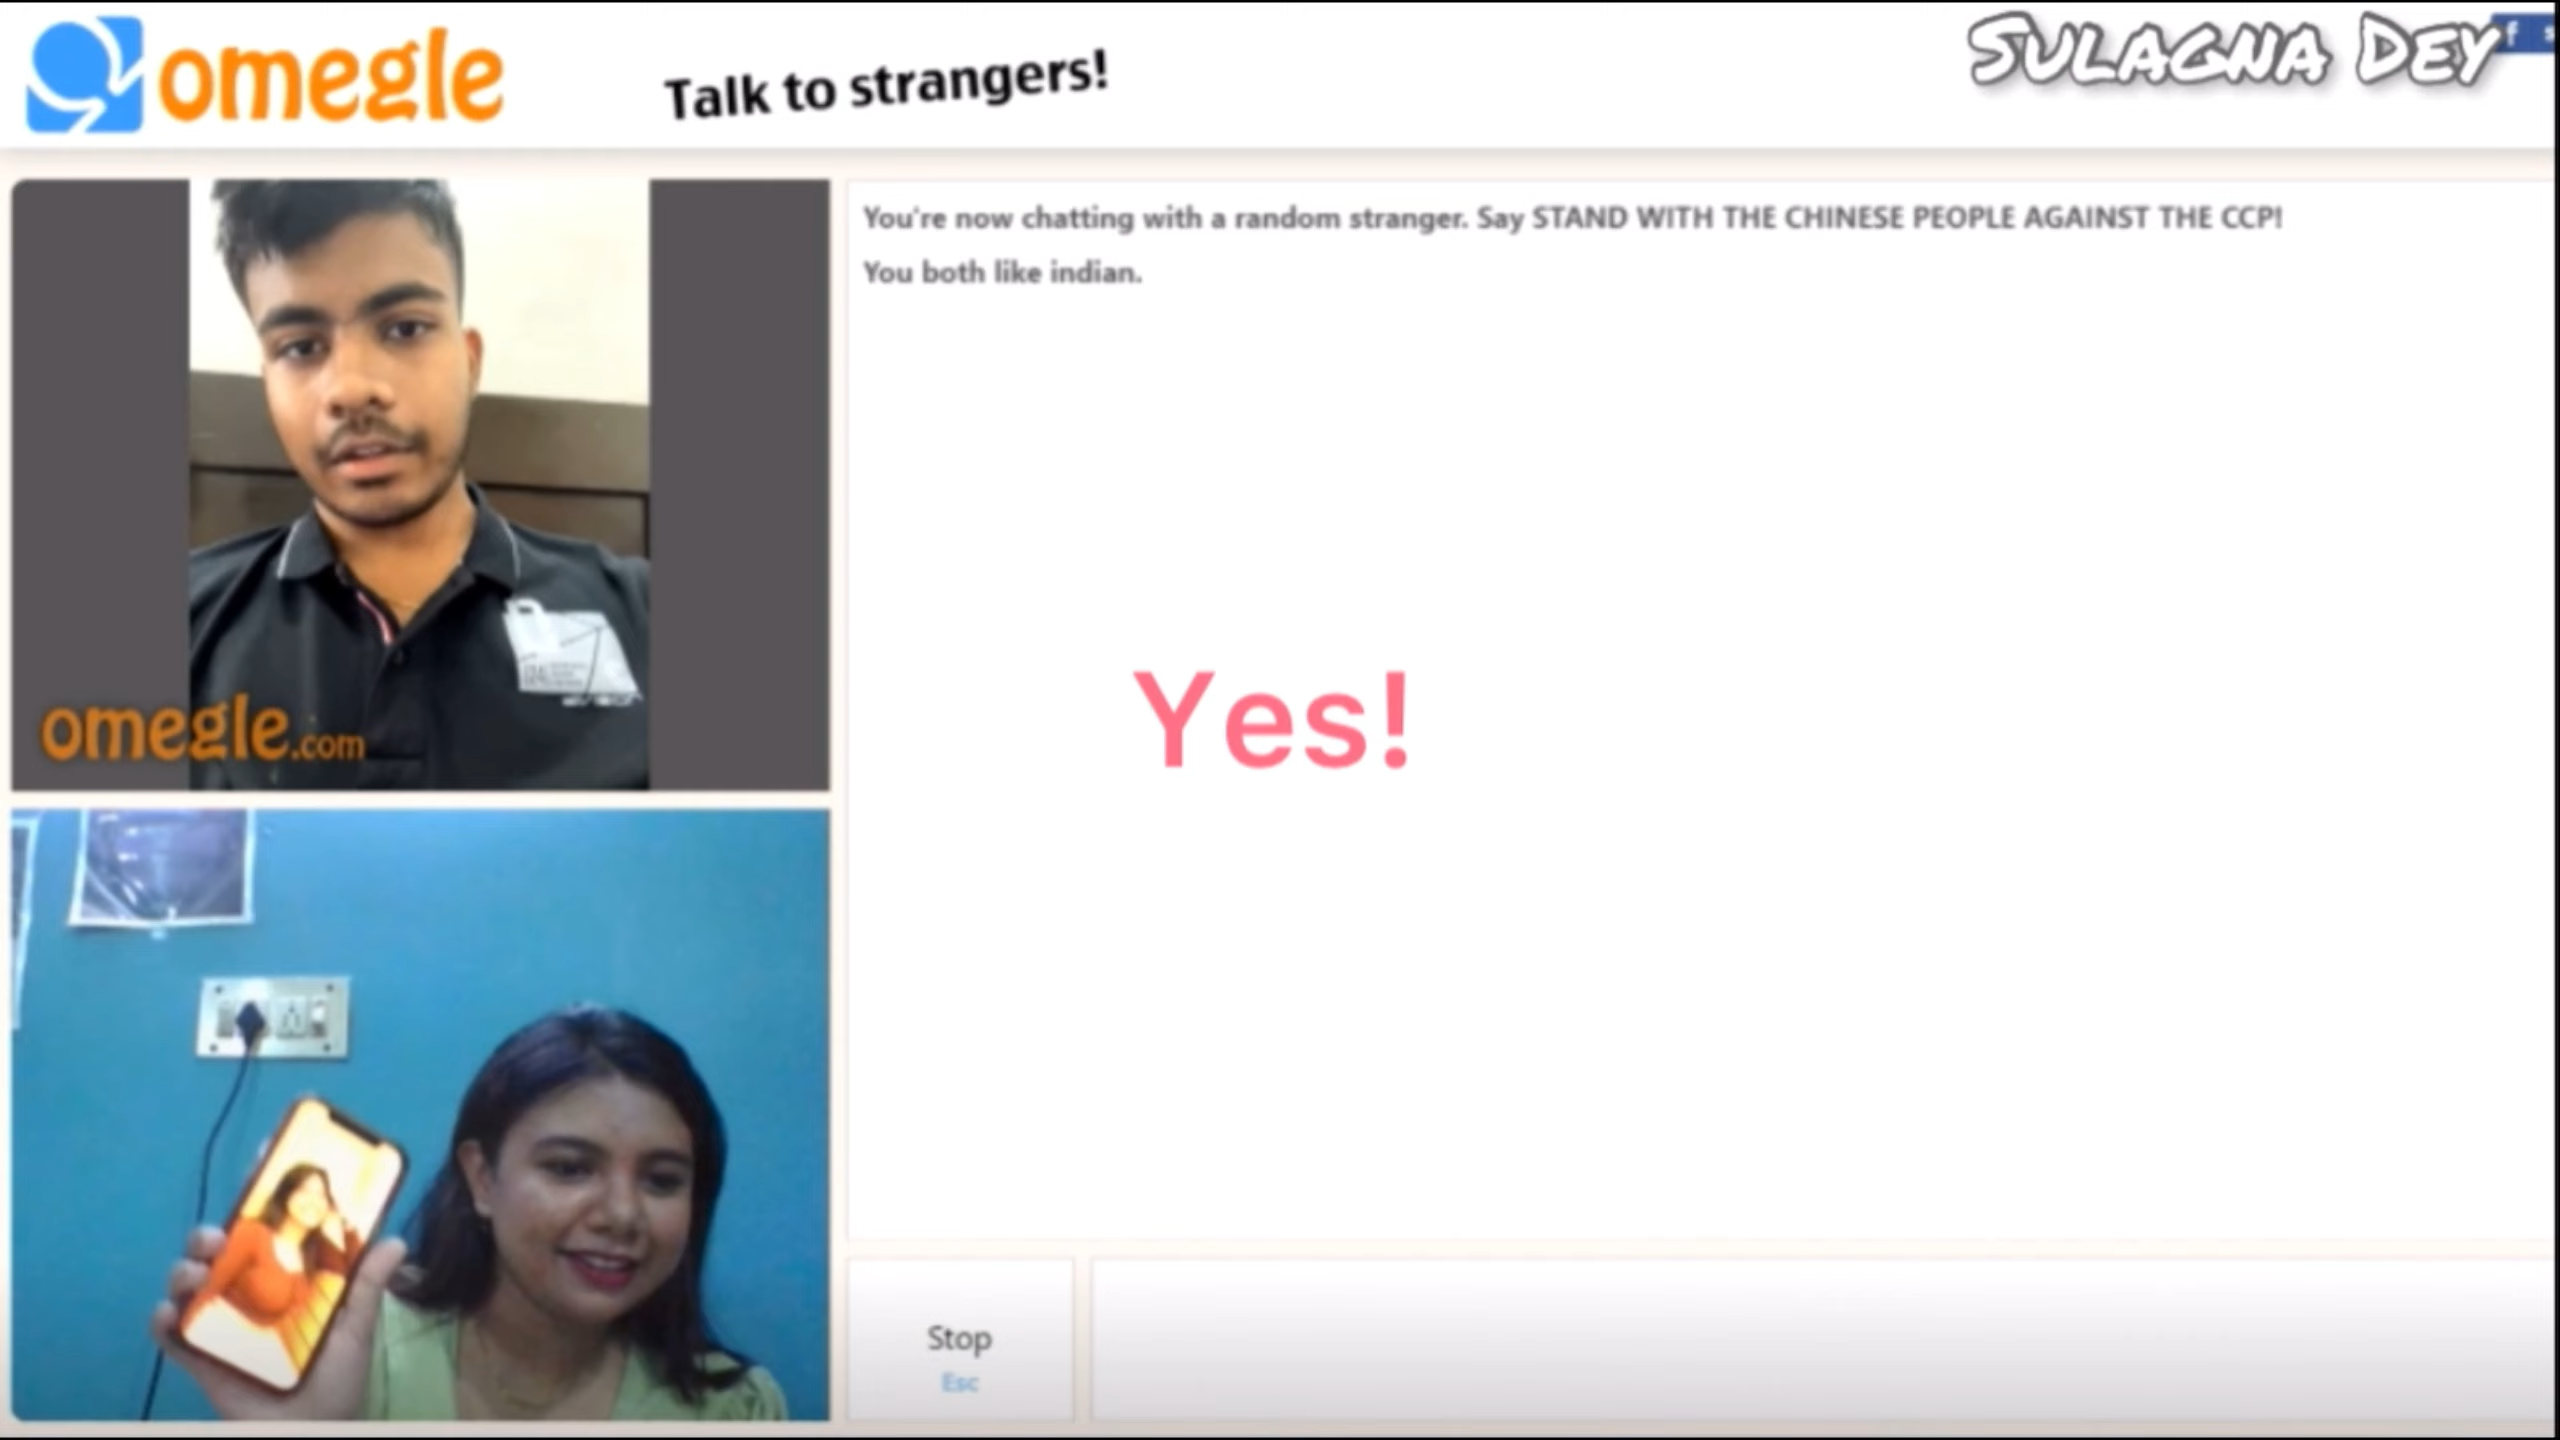 omegle
Talk to strangers!
SULAGNA DEY
f
You're now chatting with a random stranger. Say STAND WITH THE CHINESE PEOPLE AGAINST THE CCP!
You both like indian.
omegle.com
Yes!
Stop
Esc